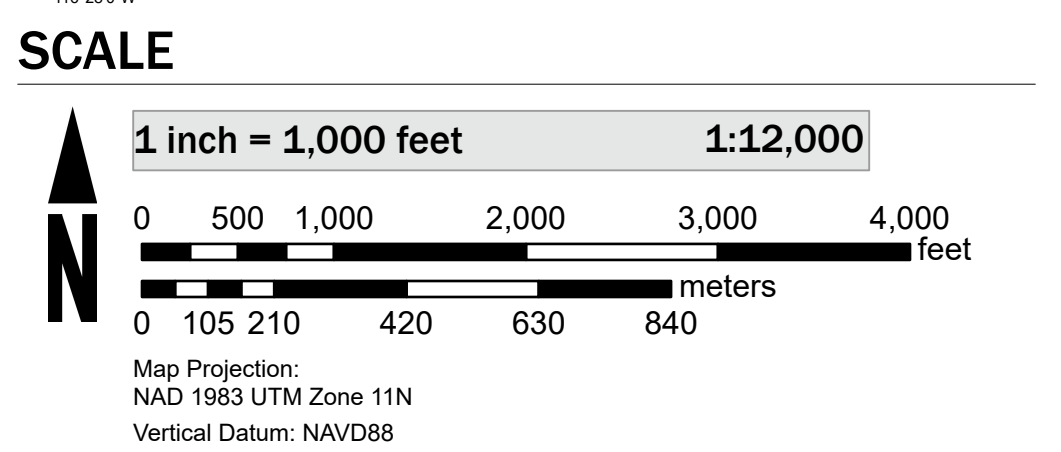 SCALE
1 inch = 1,000 feet 1:12,000
0 500 1,000 2,000 3,000 4,000
feet
meters
0 105 210 420 630 840
N
Map Projection:
NAD 1983 UTM Zone 11N
Vertical Datum: NAVD88